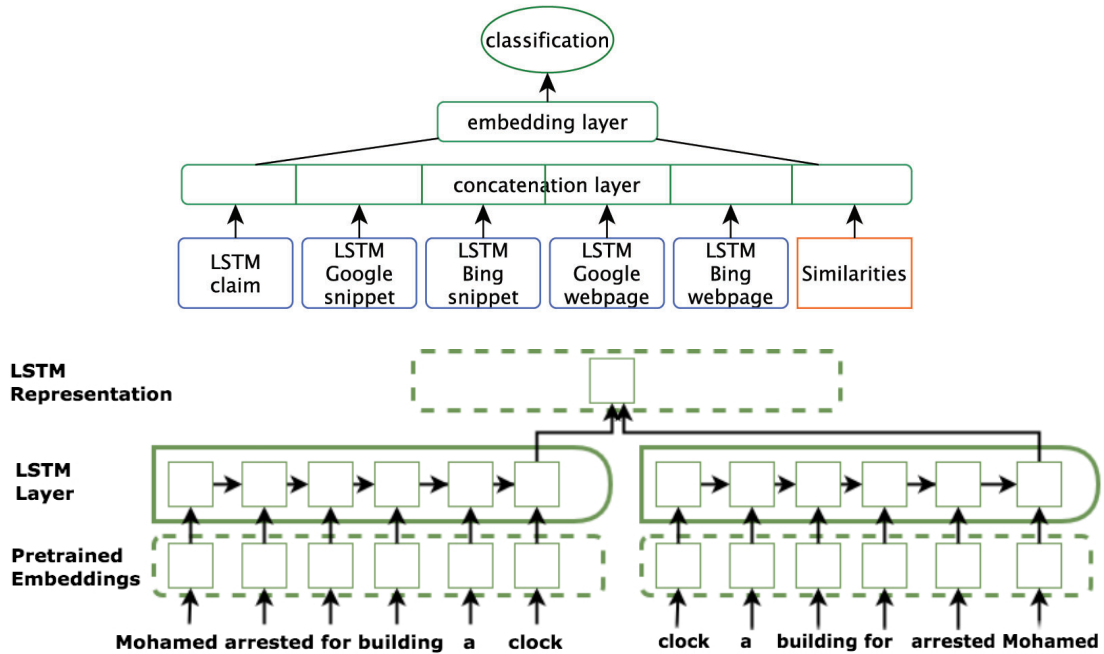 classification
embedding layer
concatenation layer
LSTM
claim
LSTM
Google
snippet
LSTM
Bing
snippet
LSTM
Google
webpage
LSTM
Bing
webpage
Similarities
LSTM
Representation
LSTM
Layer
Pretrained
Embeddings
Mohamed arrested for building a clock
clock a building for arrested Mohamed